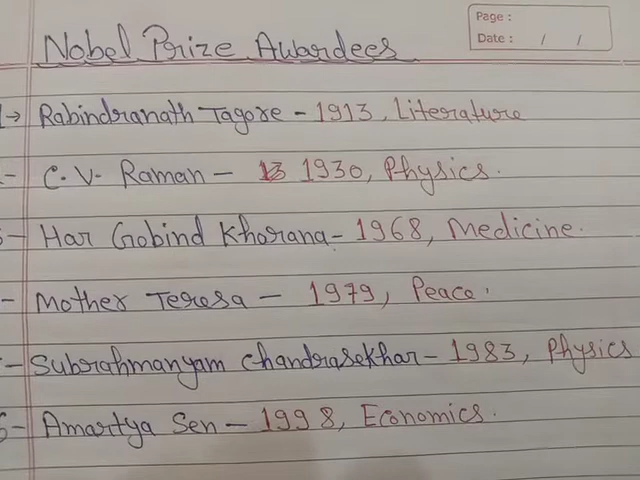 Page :
Date : / /
Nobel Prize Awardees
1→ Rabindranath Tagore - 1913, Literature
- C.V. Raman - 1930, Physics.
- Har Gobind Khorana - 1968, Medicine.
- Mother Teresa - 1979, Peace.
- Subrahmanyam Chandrasekhar - 1983, Physics
6 - Amartya Sen - 1998, Economics.